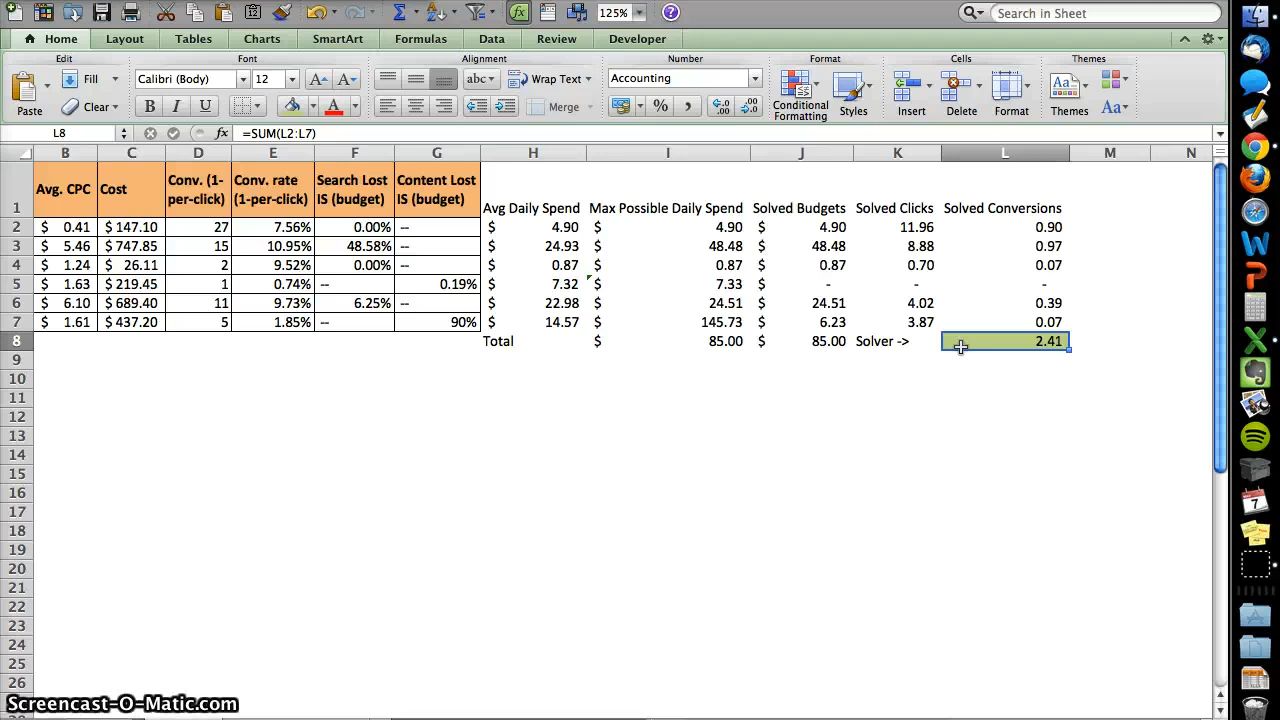 125%
Search in Sheet
Home Layout Tables Charts SmartArt Formulas Data Review Developer
Edit Font Alignment Number Format Cells Themes
Fill Calibri (Body) 12 A A abc Wrap Text Accounting
Paste Clear B I U A Merge % Conditional Formatting Styles Insert Delete Format Themes Aa
L8 fx =SUM(L2:L7)
B C D E F G H I J K L M N
1 Avg. CPC Cost Conv. (1-per-click) Conv. rate (1-per-click) Search Lost IS (budget) Content Lost IS (budget) Avg Daily Spend Max Possible Daily Spend Solved Budgets Solved Clicks Solved Conversions
2 $ 0.41 $ 147.10 27 7.56% 0.00% -- $ 4.90 $ 4.90 $ 4.90 11.96 0.90
3 $ 5.46 $ 747.85 15 10.95% 48.58% -- $ 24.93 $ 48.48 $ 48.48 8.88 0.97
4 $ 1.24 $ 26.11 2 9.52% 0.00% -- $ 0.87 $ 0.87 $ 0.87 0.70 0.07
5 $ 1.63 $ 219.45 1 0.74% -- 0.19% $ 7.32 $ 7.33 $ - - -
6 $ 6.10 $ 689.40 11 9.73% 6.25% -- $ 22.98 $ 24.51 $ 24.51 4.02 0.39
7 $ 1.61 $ 437.20 5 1.85% -- 90% $ 14.57 $ 145.73 $ 6.23 3.87 0.07
8 Total $ 85.00 $ 85.00 Solver -> 2.41
9
10
11
12
13
14
15
16
17
18
19
20
21
22
23
24
25
26
Screencast-O-Matic.com